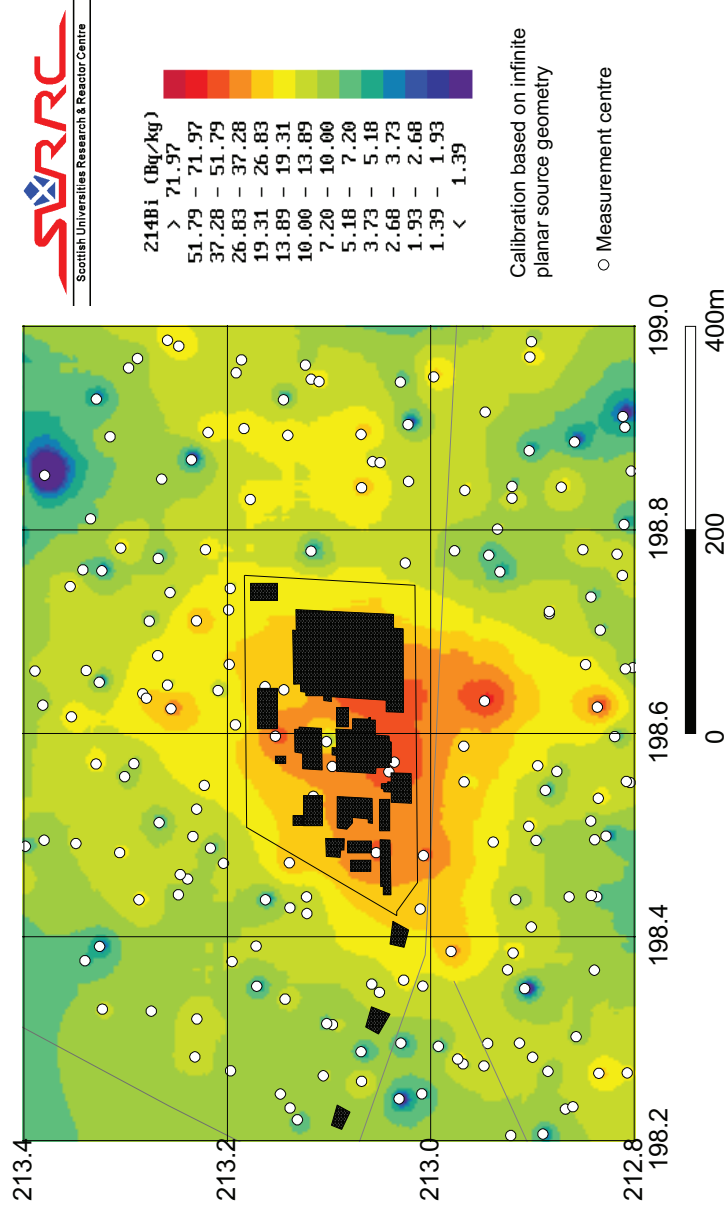 SURRC
Scottish Universities Research & Reactor Centre
214Bi (Bq/kg)
> 71.97
51.79 - 71.97
37.28 - 51.79
26.83 - 37.28
19.31 - 26.83
13.89 - 19.31
10.00 - 13.89
7.20 - 10.00
5.18 - 7.20
3.73 - 5.18
2.68 - 3.73
1.93 - 2.68
1.39 - 1.93
< 1.39
Calibration based on infinite
planar source geometry
Measurement centre
213.4
213.2
213.0
212.8
198.2
198.4
198.6
198.8
199.0
0
200
400m